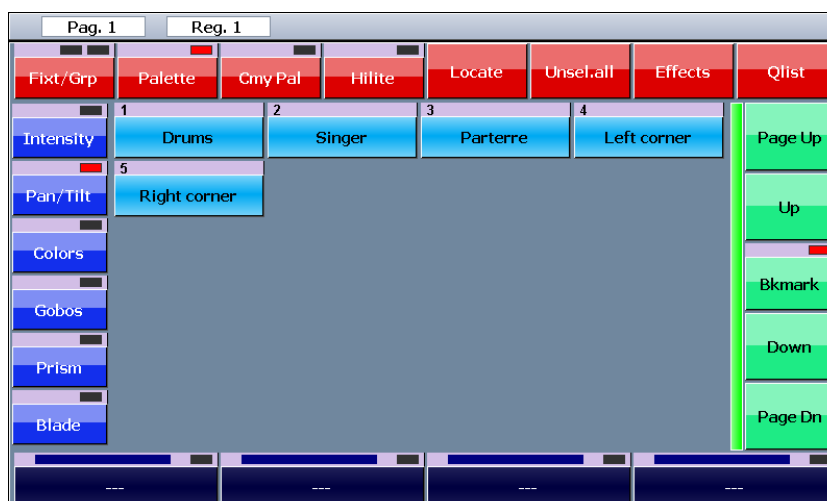 Pag. 1 Reg. 1
Fixt/Grp Palette Cmy Pal Hilite Locate Unsel.all Effects Qlist
1 2 3 4
Intensity Drums Singer Parterre Left corner Page Up
5
Pan/Tilt Right corner Up
Colors
Bkmark
Gobos
Down
Prism
Page Dn
Blade
--- --- --- ---